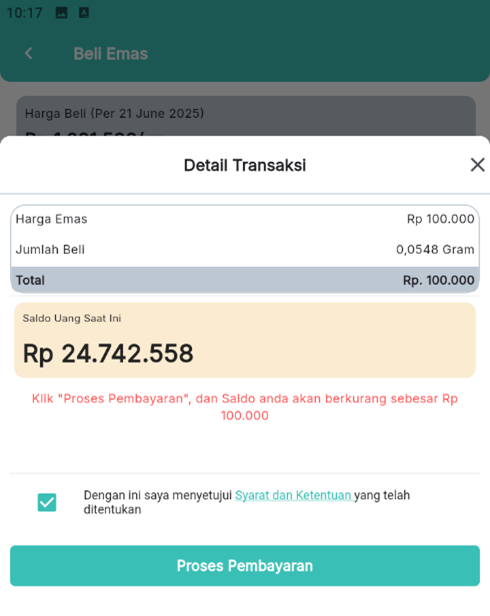 10:17
Beli Emas
Harga Beli (Per 21 June 2025)
Detail Transaksi
Harga Emas Rp 100.000
Jumlah Beli 0,0548 Gram
Total Rp. 100.000
Saldo Uang Saat Ini
Rp 24.742.558
Klik "Proses Pembayaran", dan Saldo anda akan berkurang sebesar Rp
100.000
Dengan ini saya menyetujui Syarat dan Ketentuan yang telah
ditentukan
Proses Pembayaran